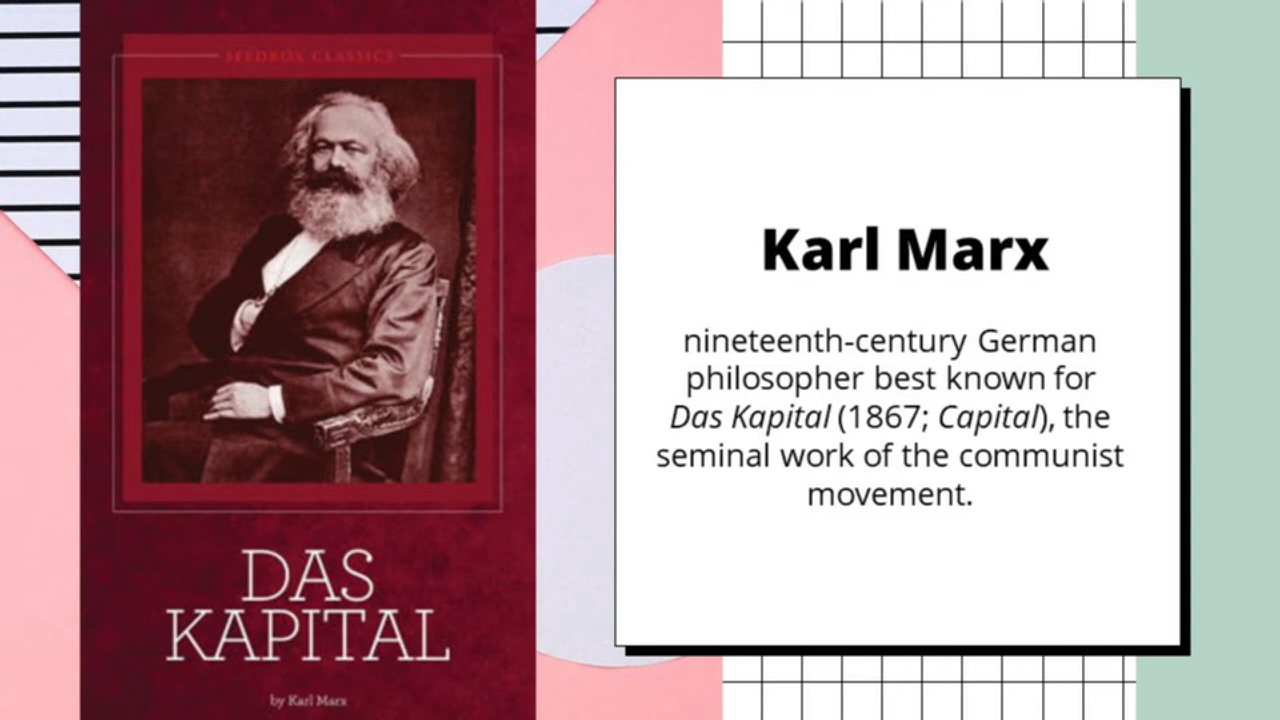 SEEDBOX CLASSICS
DAS
KAPITAL
by Karl Marx
Karl Marx
nineteenth-century German
philosopher best known for
Das Kapital (1867; Capital), the
seminal work of the communist
movement.